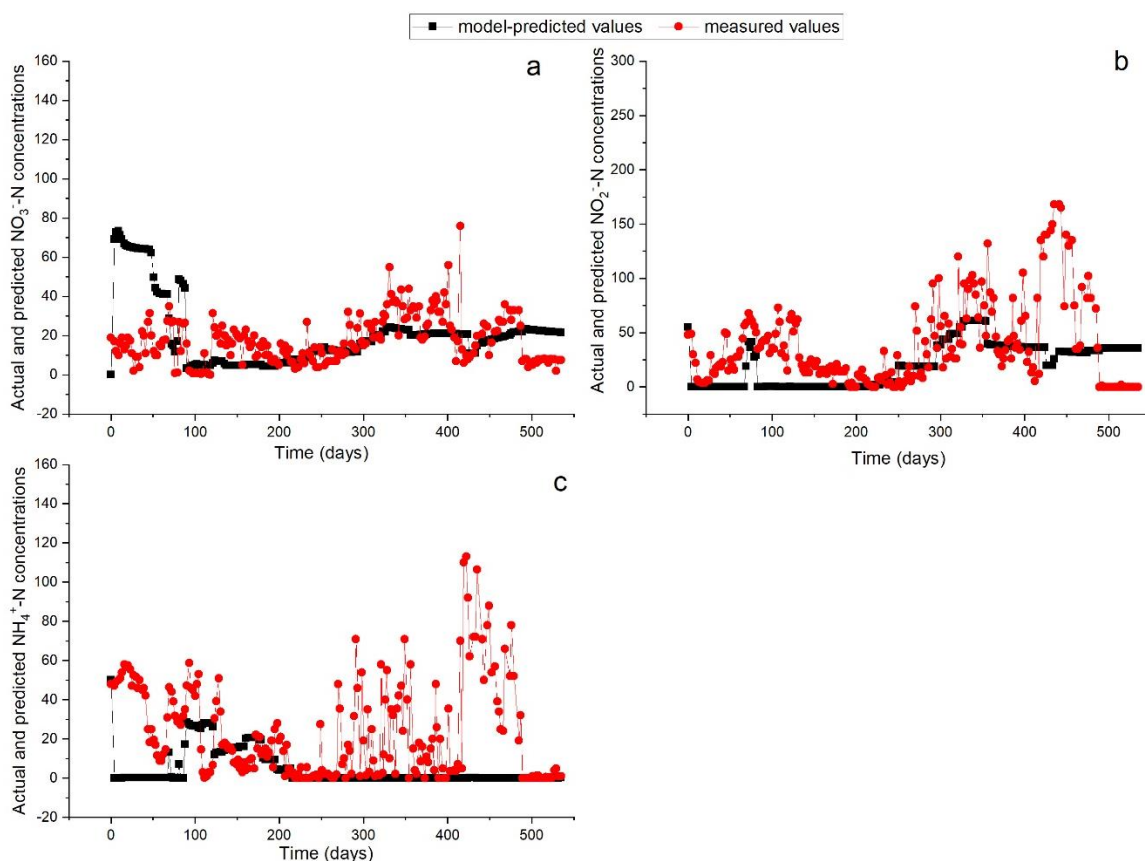 model-predicted values measured values
a
Actual and predicted NO₃⁻-N concentrations
160
140
120
100
80
60
40
20
0
-20
0 100 200 300 400 500
Time (days)
b
Actual and predicted NO₂⁻-N concentrations
300
250
200
150
100
50
0
0 100 200 300 400 500
Time (days)
c
Actual and predicted NH₄⁺-N concentrations
160
140
120
100
80
60
40
20
0
-20
0 100 200 300 400 500
Time (days)